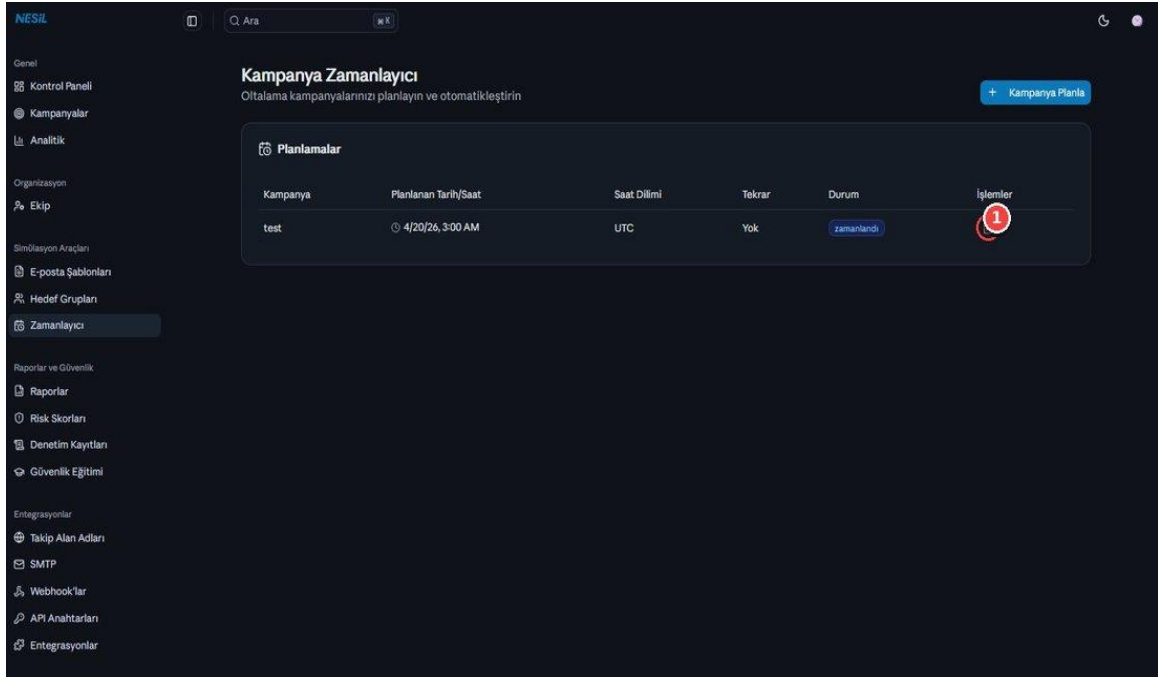 NESİL
Ara ⌘ K
Genel
Kontrol Paneli
Kampanyalar
Analitik
Organizasyon
Ekip
Simülasyon Araçları
E-posta Şablonları
Hedef Grupları
Zamanlayıcı
Raporlar ve Güvenlik
Raporlar
Risk Skorları
Denetim Kayıtları
Güvenlik Eğitimi
Entegrasyonlar
Takip Alan Adları
SMTP
Webhook'lar
API Anahtarları
Entegrasyonlar
Kampanya Zamanlayıcı
Oltalama kampanyalarınızı planlayın ve otomatikleştirin
+ Kampanya Planla
Planlamalar
Kampanya Planlanan Tarih/Saat Saat Dilimi Tekrar Durum İşlemler
test 4/20/26, 3:00 AM UTC Yok zamanlandı 1